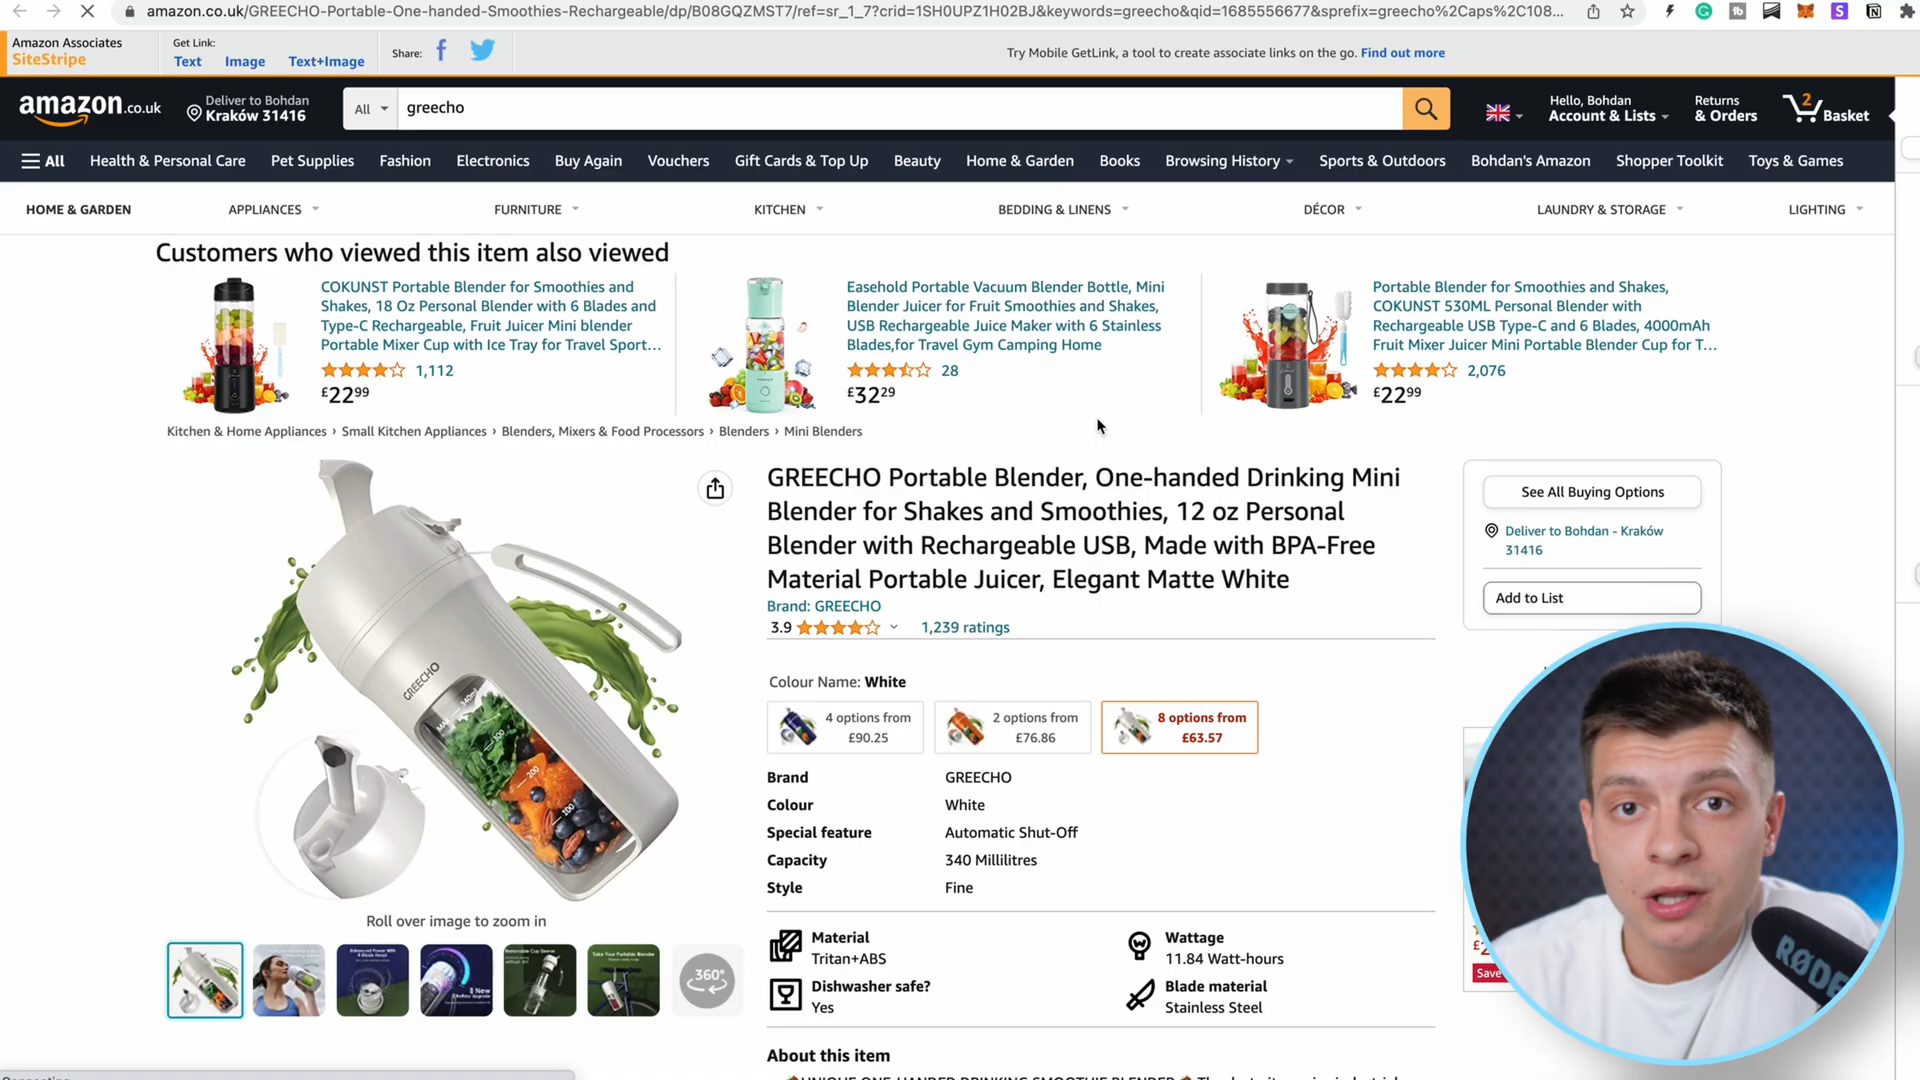 amazon.co.uk/GREECHO-Portable-One-handed-Smoothies-Rechargeable/dp/B08GQZMST7/ref=sr_1_7?crid=1SH0UPZ1H02BJ&keywords=greecho&qid=1685556677&sprefix=greecho%2Caps%2C108...
Amazon Associates
SiteStripe
Get Link:
Text Image Text+Image
Share:
Try Mobile GetLink, a tool to create associate links on the go. Find out more
amazon.co.uk
Deliver to Bohdan
Kraków 31416
All
greecho
Hello, Bohdan
Account & Lists
Returns
& Orders
2
Basket
All Health & Personal Care Pet Supplies Fashion Electronics Buy Again Vouchers Gift Cards & Top Up Beauty Home & Garden Books Browsing History Sports & Outdoors Bohdan's Amazon Shopper Toolkit Toys & Games
HOME & GARDEN APPLIANCES FURNITURE KITCHEN BEDDING & LINENS DÉCOR LAUNDRY & STORAGE LIGHTING
Customers who viewed this item also viewed
COKUNST Portable Blender for Smoothies and
Shakes, 18 Oz Personal Blender with 6 Blades and
Type-C Rechargeable, Fruit Juicer Mini blender
Portable Mixer Cup with Ice Tray for Travel Sport...
1,112
£22⁹⁹
Easehold Portable Vacuum Blender Bottle, Mini
Blender Juicer for Fruit Smoothies and Shakes,
USB Rechargeable Juice Maker with 6 Stainless
Blades,for Travel Gym Camping Home
28
£32²⁹
Portable Blender for Smoothies and Shakes,
COKUNST 530ML Personal Blender with
Rechargeable USB Type-C and 6 Blades, 4000mAh
Fruit Mixer Juicer Mini Portable Blender Cup for T...
2,076
£22⁹⁹
Kitchen & Home Appliances › Small Kitchen Appliances › Blenders, Mixers & Food Processors › Blenders › Mini Blenders
GREECHO
MAX 340ml
300
200
100
Roll over image to zoom in
360°
GREECHO Portable Blender, One-handed Drinking Mini
Blender for Shakes and Smoothies, 12 oz Personal
Blender with Rechargeable USB, Made with BPA-Free
Material Portable Juicer, Elegant Matte White
Brand: GREECHO
3.9 1,239 ratings
Colour Name: White
4 options from
£90.25
2 options from
£76.86
8 options from
£63.57
Brand GREECHO
Colour White
Special feature Automatic Shut-Off
Capacity 340 Millilitres
Style Fine
Material
Tritan+ABS
Wattage
11.84 Watt-hours
Dishwasher safe?
Yes
Blade material
Stainless Steel
About this item
See All Buying Options
Deliver to Bohdan - Kraków
31416
Add to List
Save
RØDE